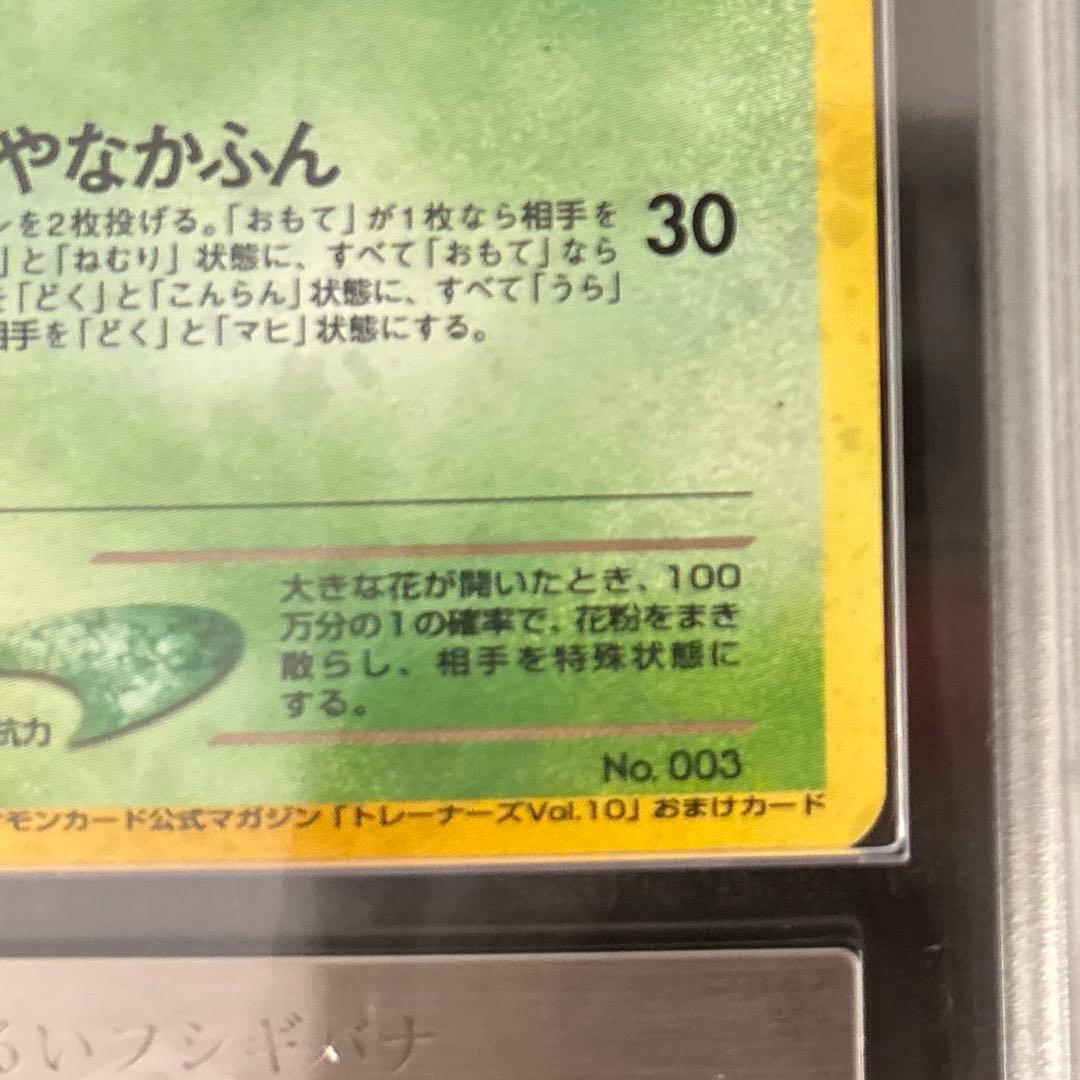 やなかふん
を2枚投げる。「おもて」が1枚なら相手を
」と「ねむり」状態に、すべて「おもて」なら
を「どく」と「こんらん」状態に、すべて「うら」
相手を「どく」と「マヒ」状態にする。
30
大きな花が開いたとき、100
万分の1の確率で、花粉をまき
散らし、相手を特殊状態に
する。
抗力
No. 003
モンカード公式マガジン「トレーナーズVol.10」おまけカード
るいフシギバナ